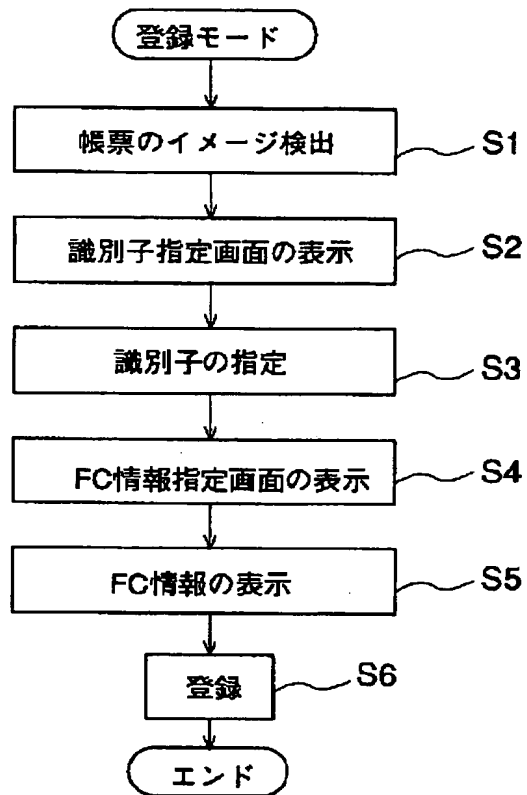 登録モード
帳票のイメージ検出
S1
識別子指定画面の表示
S2
識別子の指定
S3
FC情報指定画面の表示
S4
FC情報の表示
S5
登録
S6
エンド